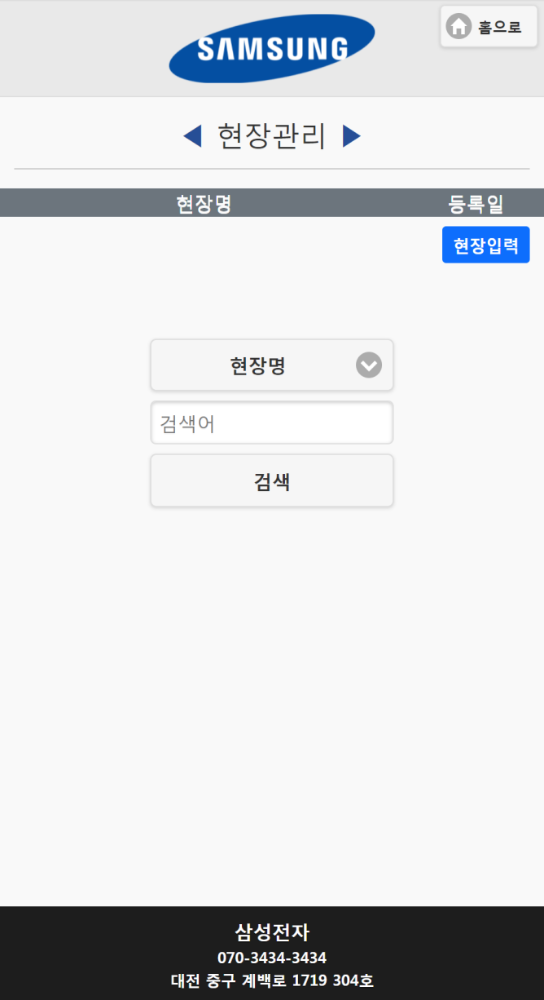 SAMSUNG
홈으로
◀ 현장관리 ▶
현장명 등록일
현장입력
현장명
검색어
검색
삼성전자
070-3434-3434
대전 중구 계백로 1719 304호